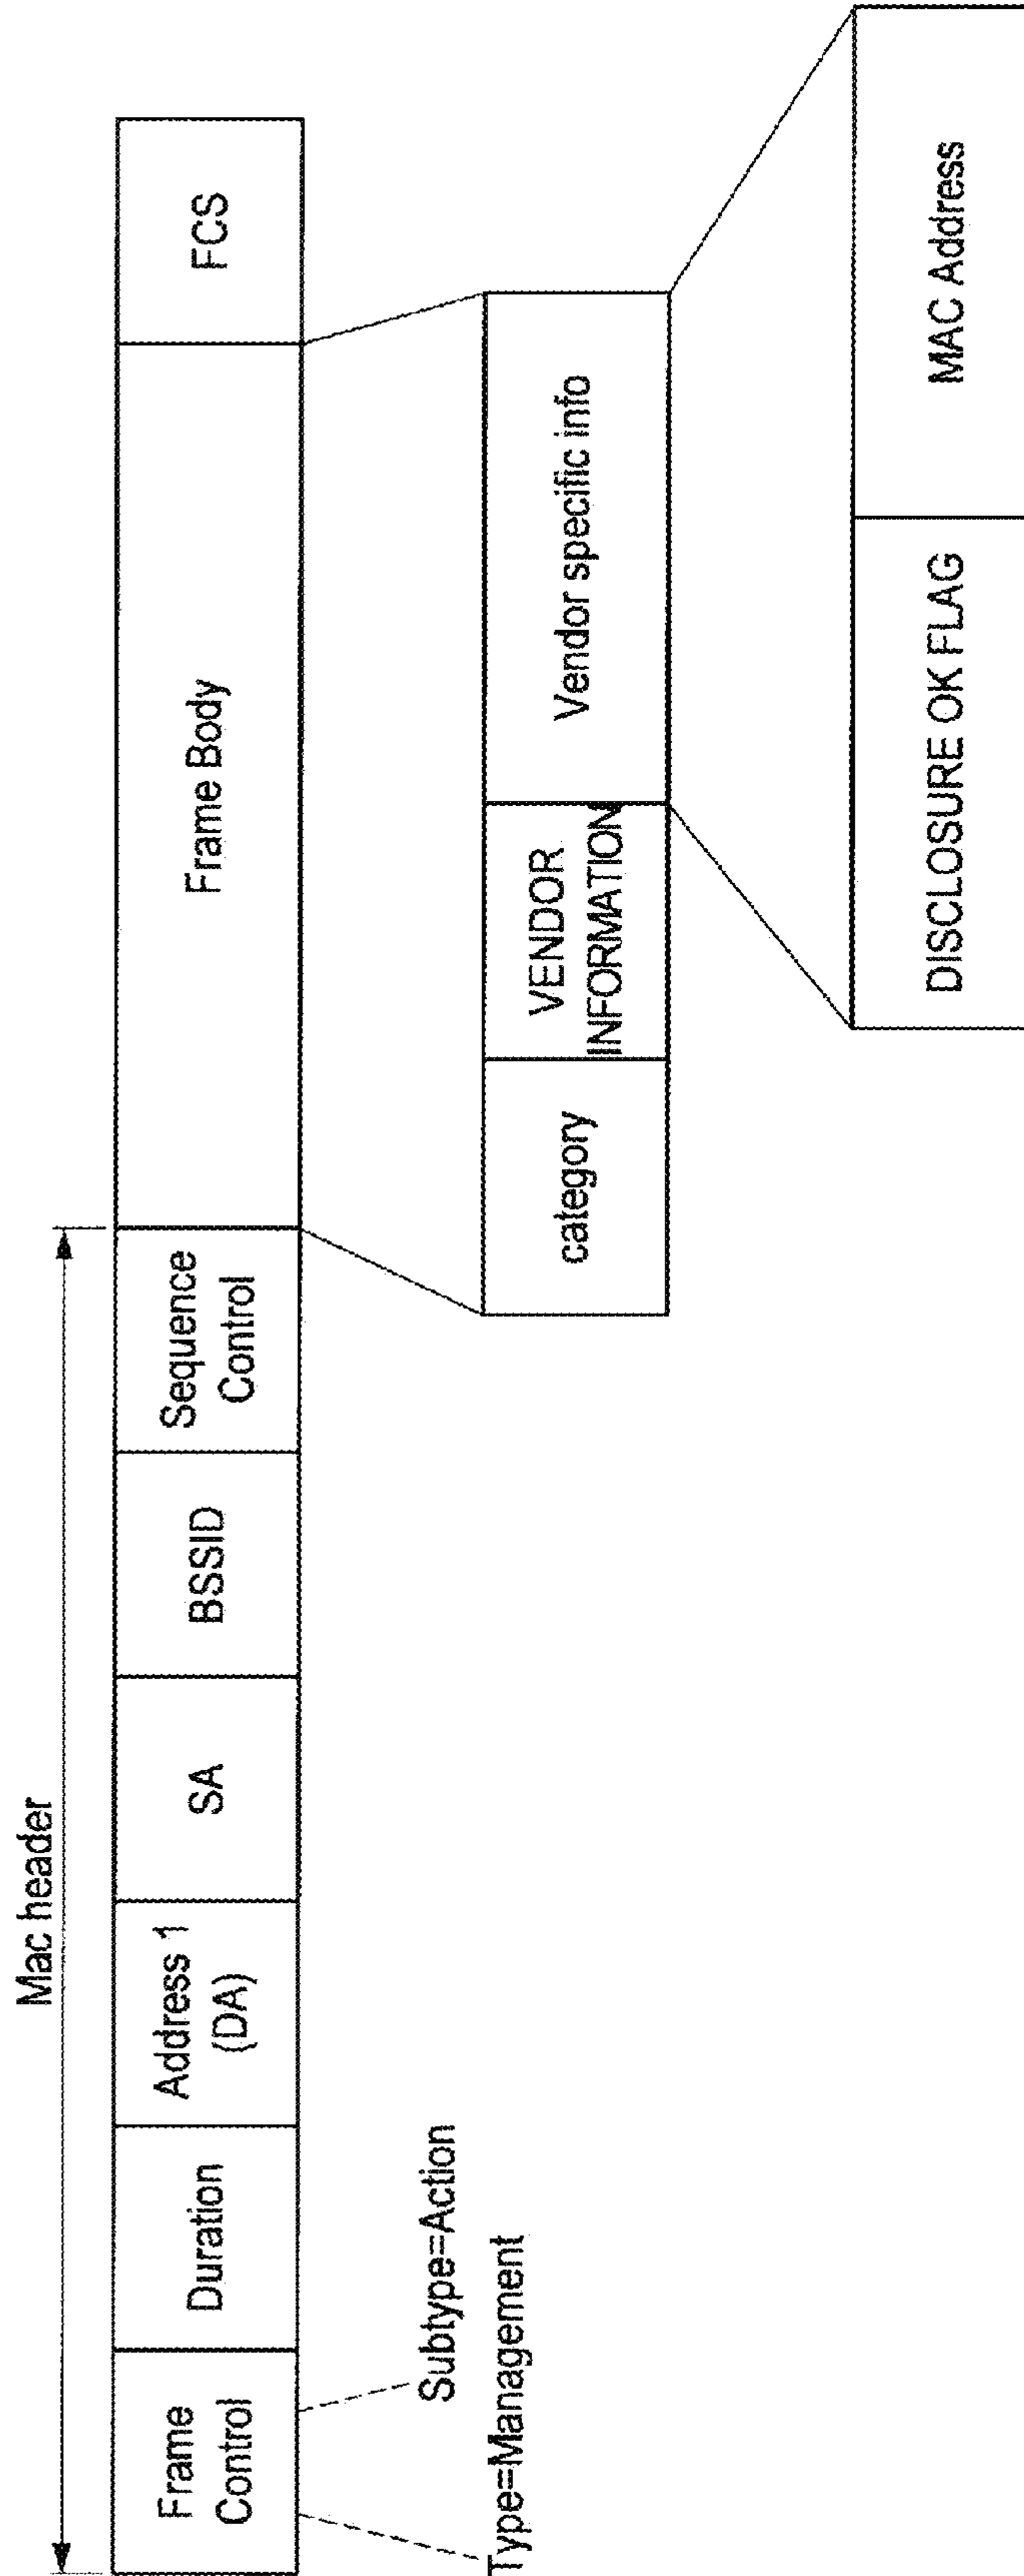 Mac header
Frame
Control
Duration
Address 1
(DA)
SA
BSSID
Sequence
Control
Frame Body
FCS
Subtype=Action
Type=Management
category
VENDOR
INFORMATION
Vendor specific info
DISCLOSURE OK FLAG
MAC Address